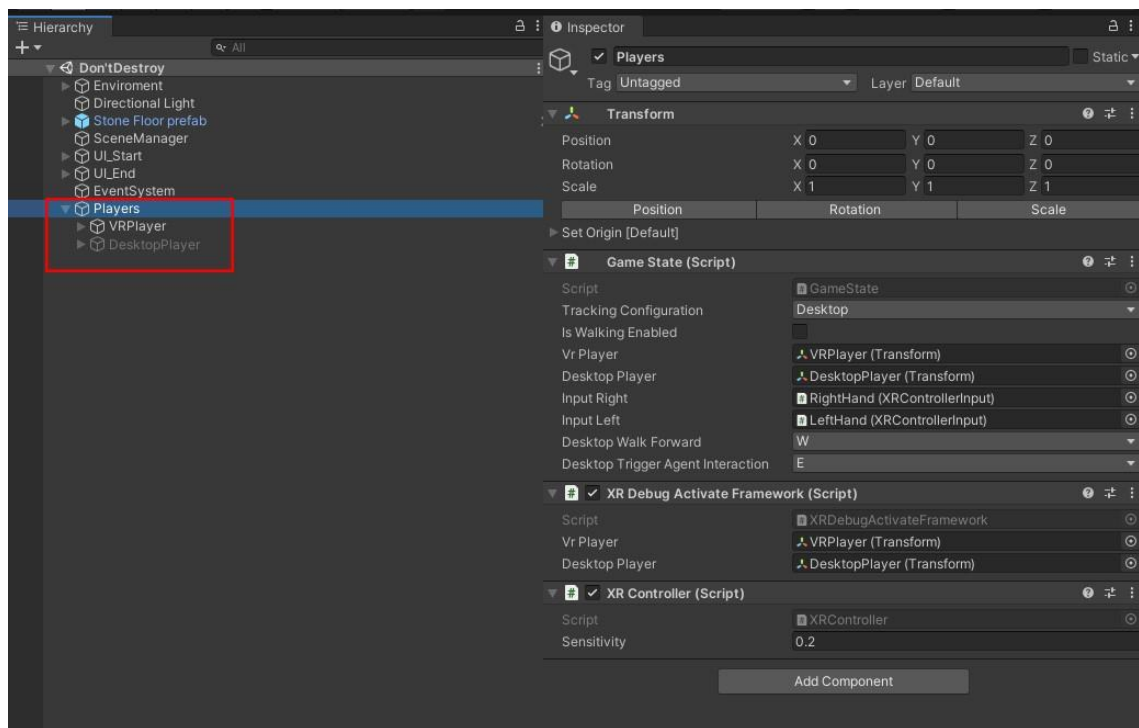 Hierarchy
All
Don'tDestroy
Enviroment
Directional Light
Stone Floor prefab
SceneManager
UI_Start
UI_End
EventSystem
Players
VRPlayer
DesktopPlayer
Inspector
Players Static
Tag Untagged Layer Default
Transform
Position X 0 Y 0 Z 0
Rotation X 0 Y 0 Z 0
Scale X 1 Y 1 Z 1
Position Rotation Scale
Set Origin [Default]
# Game State (Script)
Script GameState
Tracking Configuration Desktop
Is Walking Enabled
Vr Player VRPlayer (Transform)
Desktop Player DesktopPlayer (Transform)
Input Right RightHand (XRControllerInput)
Input Left LeftHand (XRControllerInput)
Desktop Walk Forward W
Desktop Trigger Agent Interaction E
# XR Debug Activate Framework (Script)
Script XRDebugActivateFramework
Vr Player VRPlayer (Transform)
Desktop Player DesktopPlayer (Transform)
# XR Controller (Script)
Script XRController
Sensitivity 0.2
Add Component